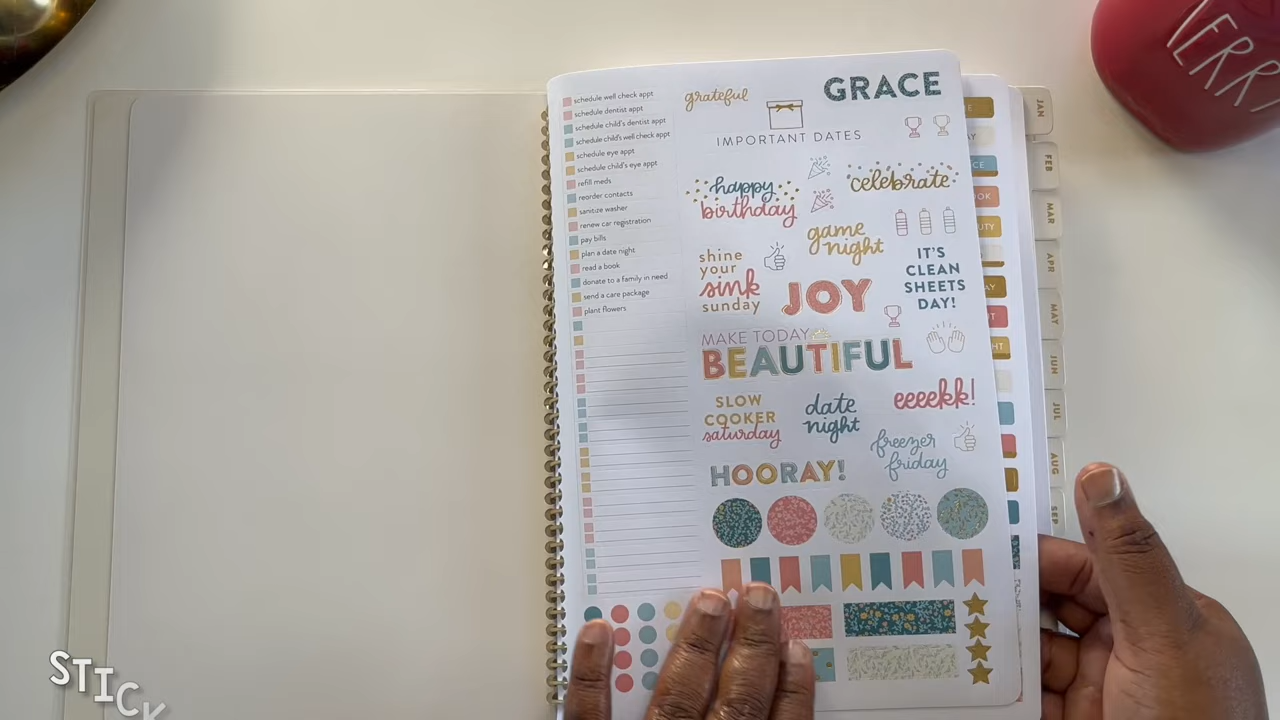 schedule well check appt
schedule dentist appt
schedule child's dentist appt
schedule child's well check appt
schedule eye appt
schedule child's eye appt
refill meds
reorder contacts
sanitize washer
renew car registration
pay bills
plan a date night
read a book
donate to a family in need
send a care package
plant flowers
grateful
GRACE
IMPORTANT DATES
happy
birthday
celebrate
game
night
shine
your
sink
sunday
JOY
IT'S
CLEAN
SHEETS
DAY!
MAKE TODAY
BEAUTIFUL
SLOW
COOKER
saturday
date
night
eeeekk!
freezer
friday
HOORAY!
JAN
FEB
MAR
APR
MAY
JUN
JUL
AUG
SEP
STICK